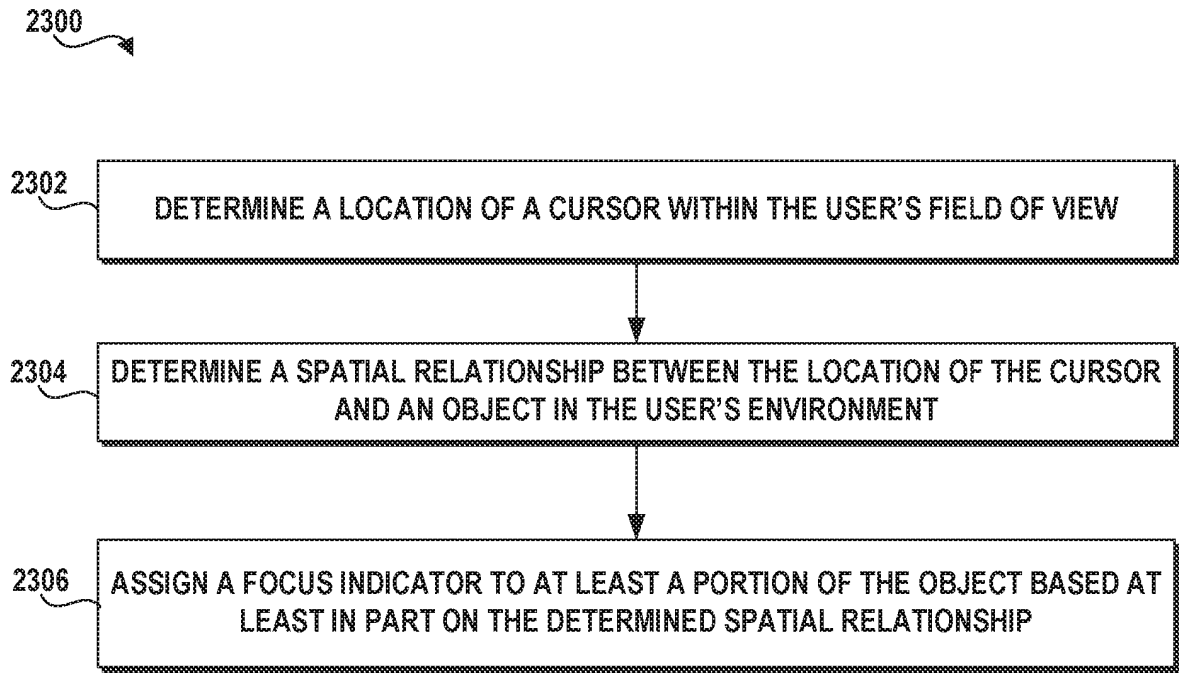 2300
2302
DETERMINE A LOCATION OF A CURSOR WITHIN THE USER'S FIELD OF VIEW
2304
DETERMINE A SPATIAL RELATIONSHIP BETWEEN THE LOCATION OF THE CURSOR
AND AN OBJECT IN THE USER'S ENVIRONMENT
2306
ASSIGN A FOCUS INDICATOR TO AT LEAST A PORTION OF THE OBJECT BASED AT
LEAST IN PART ON THE DETERMINED SPATIAL RELATIONSHIP